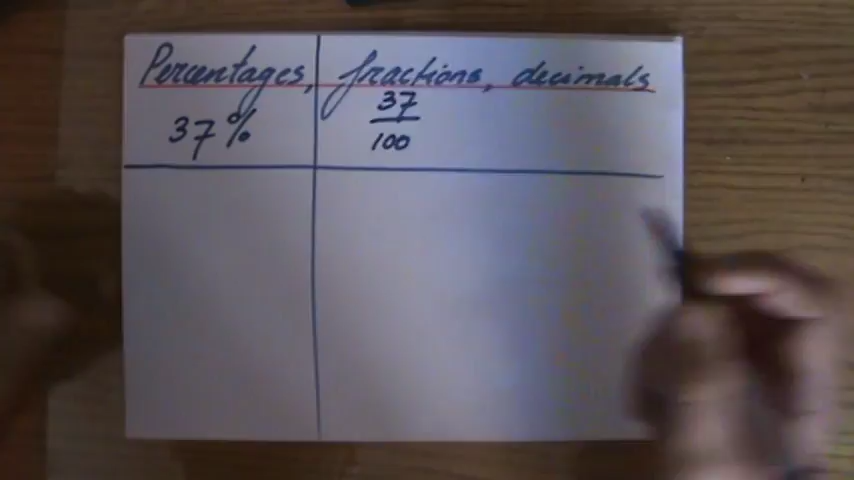 Percentages, fractions, decimals
37% 37/100